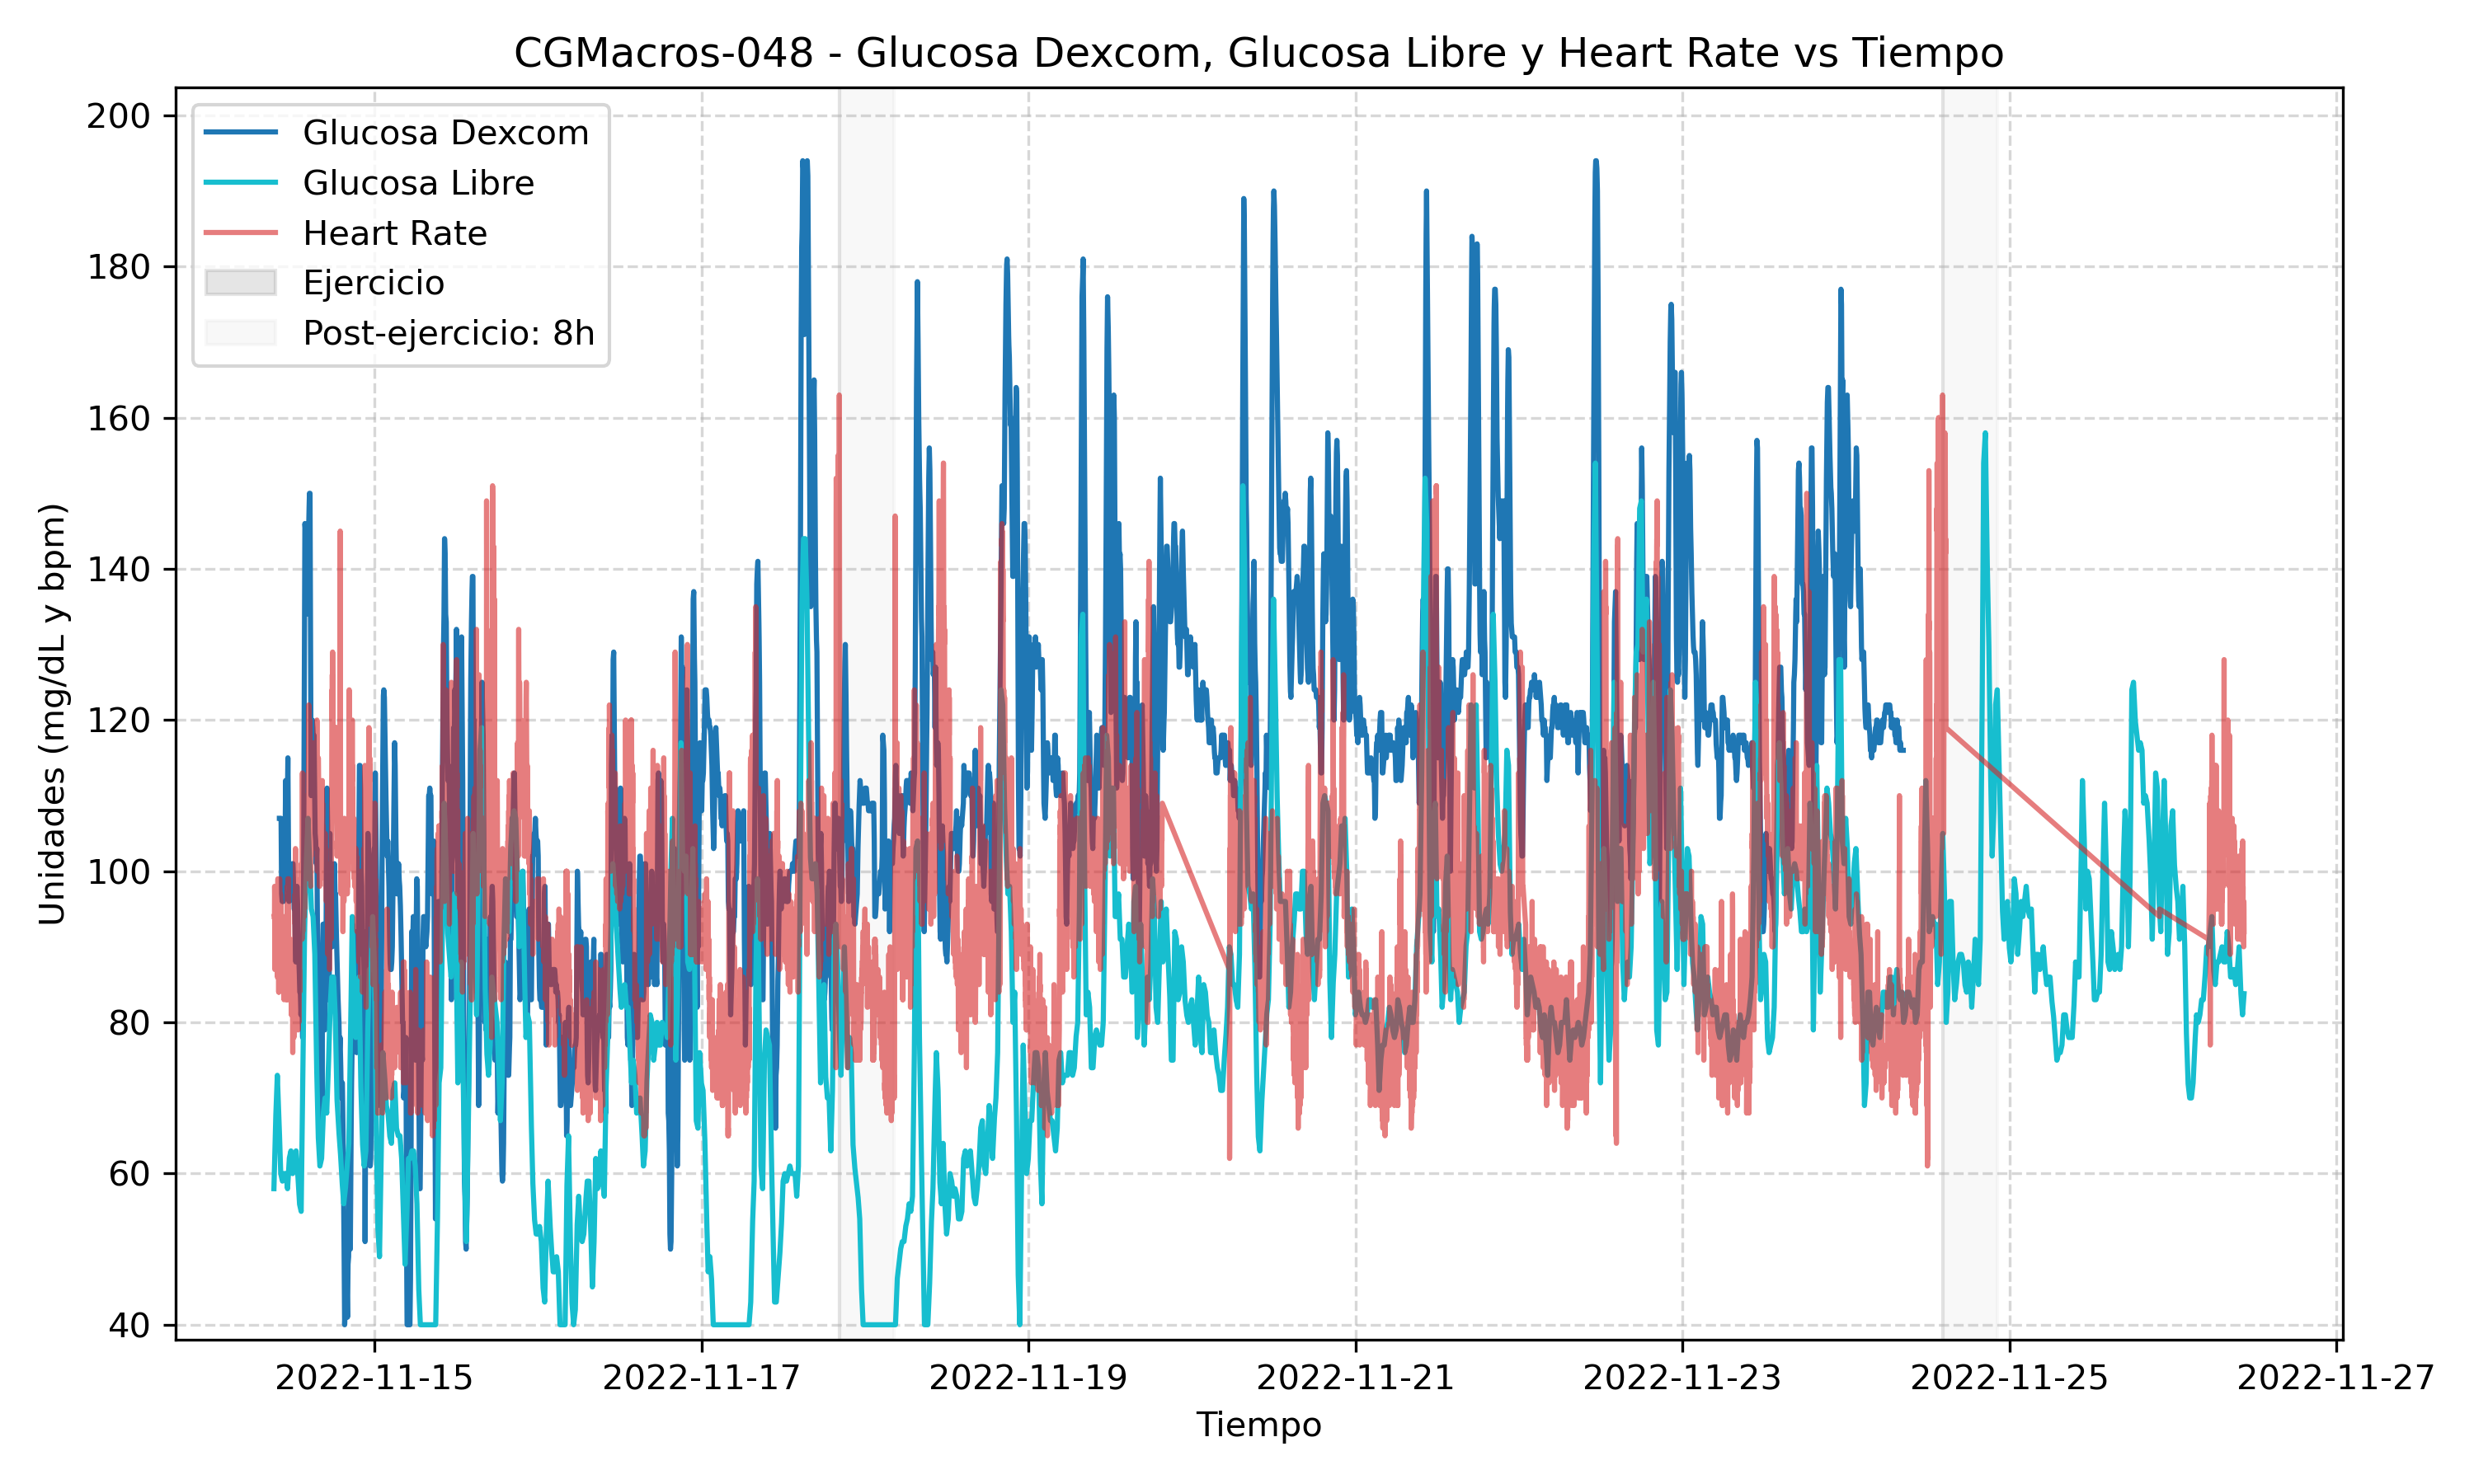 CGMacros-048 - Glucosa Dexcom, Glucosa Libre y Heart Rate vs Tiempo
Glucosa Dexcom
Glucosa Libre
Heart Rate
Ejercicio
Post-ejercicio: 8h
Unidades (mg/dL y bpm)
200
180
160
140
120
100
80
60
40
2022-11-15
2022-11-17
2022-11-19
2022-11-21
2022-11-23
2022-11-25
2022-11-27
Tiempo